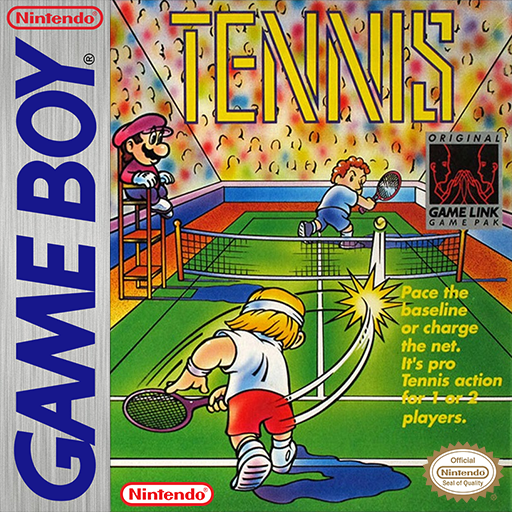 Nintendo®
GAME BOY®
TENNIS
ORIGINAL
GAME LINK
GAME PAK
Pace the
baseline
or charge
the net.
It's pro
Tennis action
for 1 or 2
players.
Official
Nintendo
Seal of Quality
Nintendo®